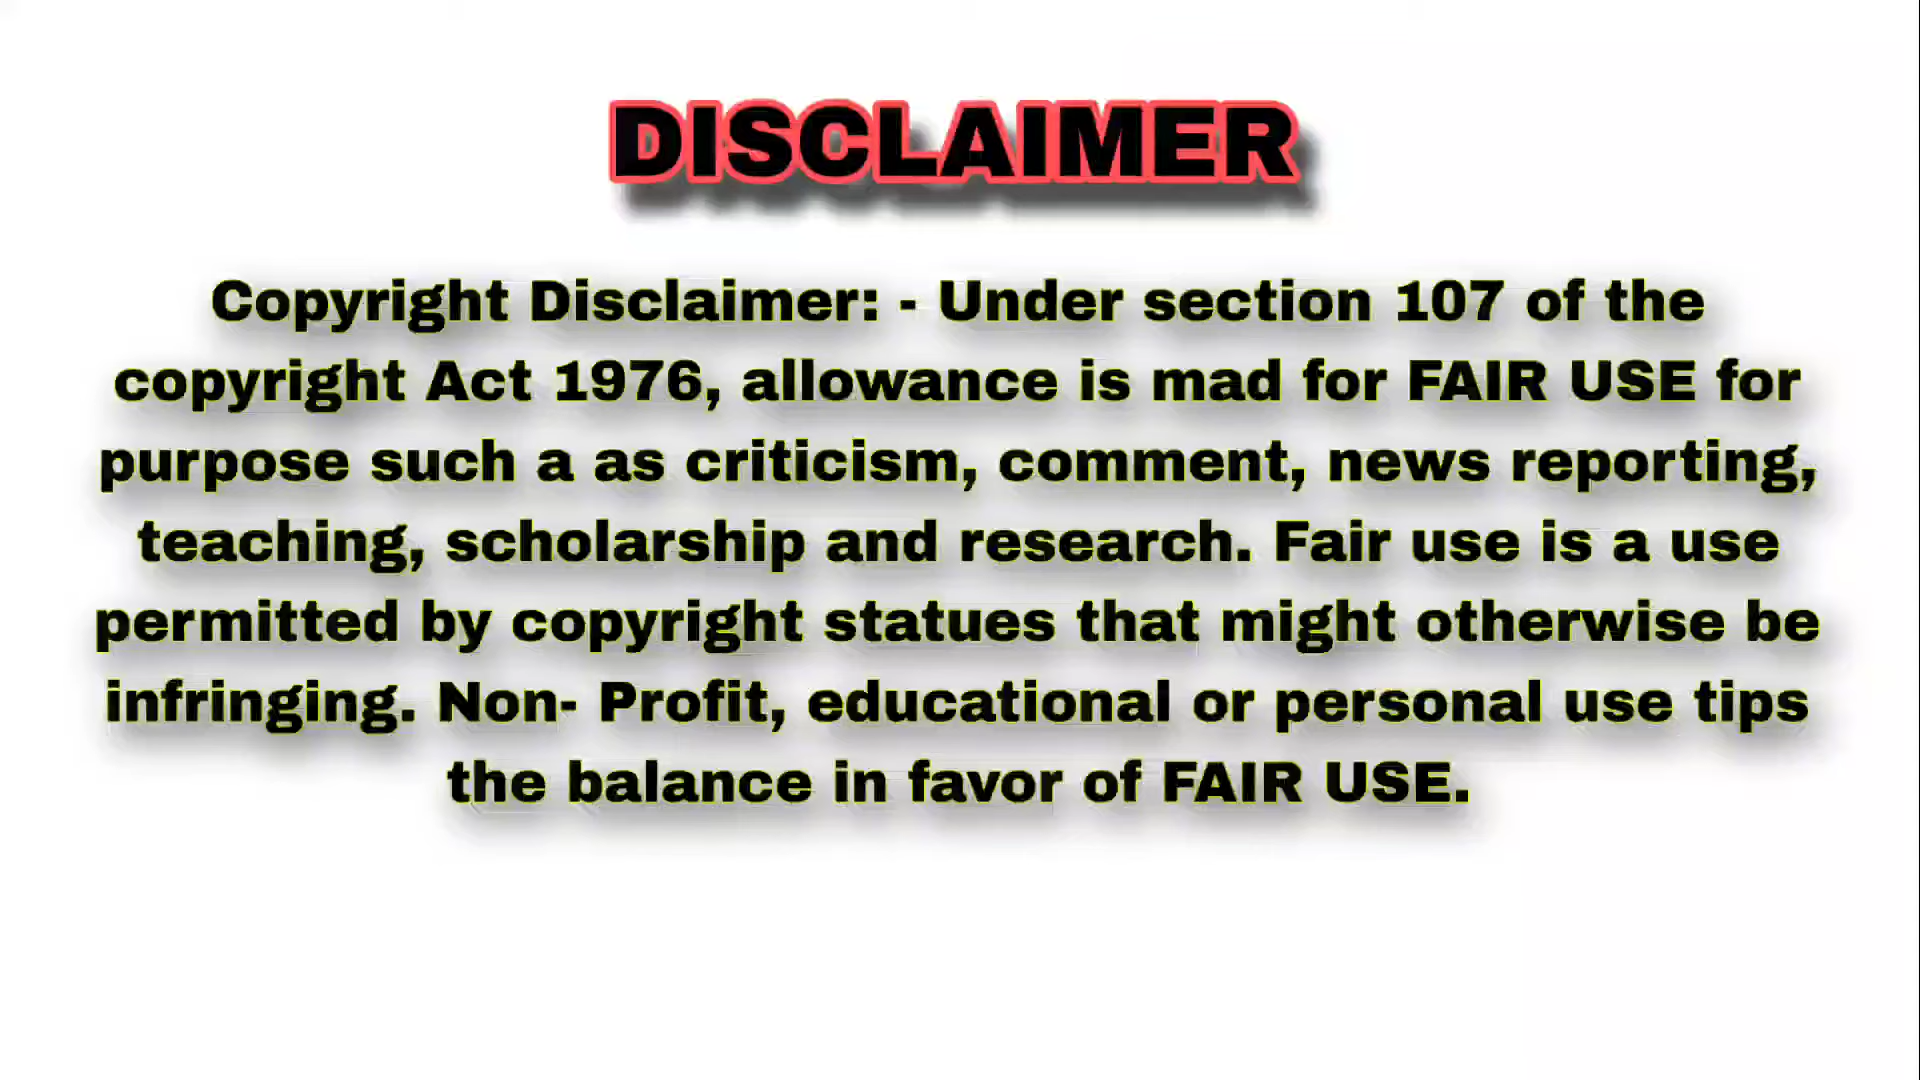 DISCLAIMER
Copyright Disclaimer: - Under section 107 of the
copyright Act 1976, allowance is mad for FAIR USE for
purpose such a as criticism, comment, news reporting,
teaching, scholarship and research. Fair use is a use
permitted by copyright statues that might otherwise be
infringing. Non- Profit, educational or personal use tips
the balance in favor of FAIR USE.